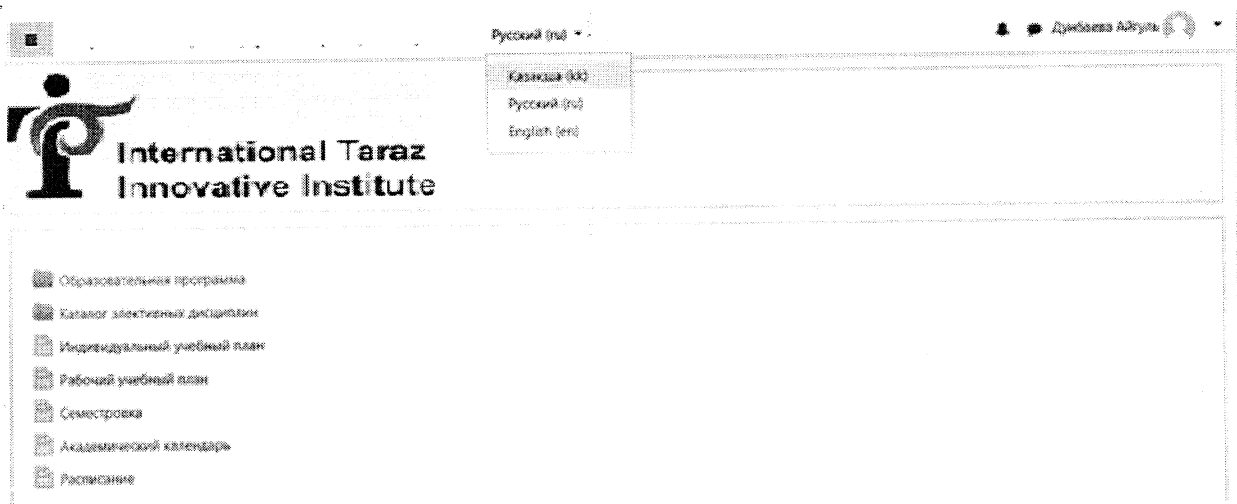 Русский (ru)
Айгуль
Қазақша (kk)
Русский (ru)
English (en)
International Taraz
Innovative Institute
Образовательная программа
Каталог элективных дисциплин
Индивидуальный учебный план
Рабочий учебный план
Семестровка
Академический календарь
Расписание